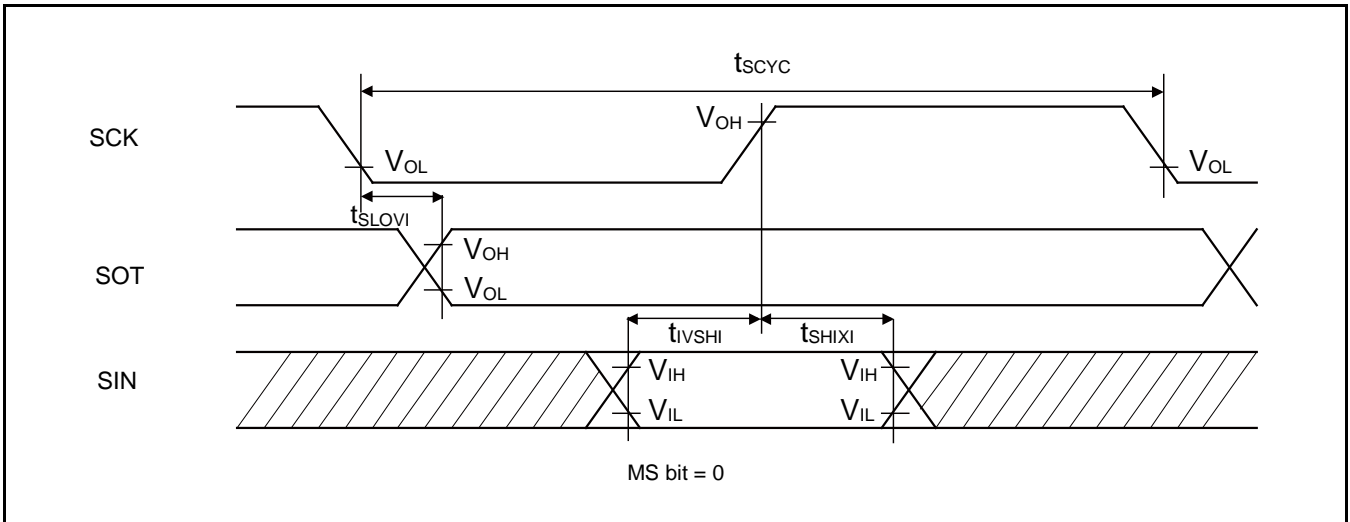 tSCYC
SCK
VOH
VOL
VOL
tSLOVI
SOT
VOH
VOL
tIVSHI
tSHIXI
SIN
VIH
VIH
VIL
VIL
MS bit = 0